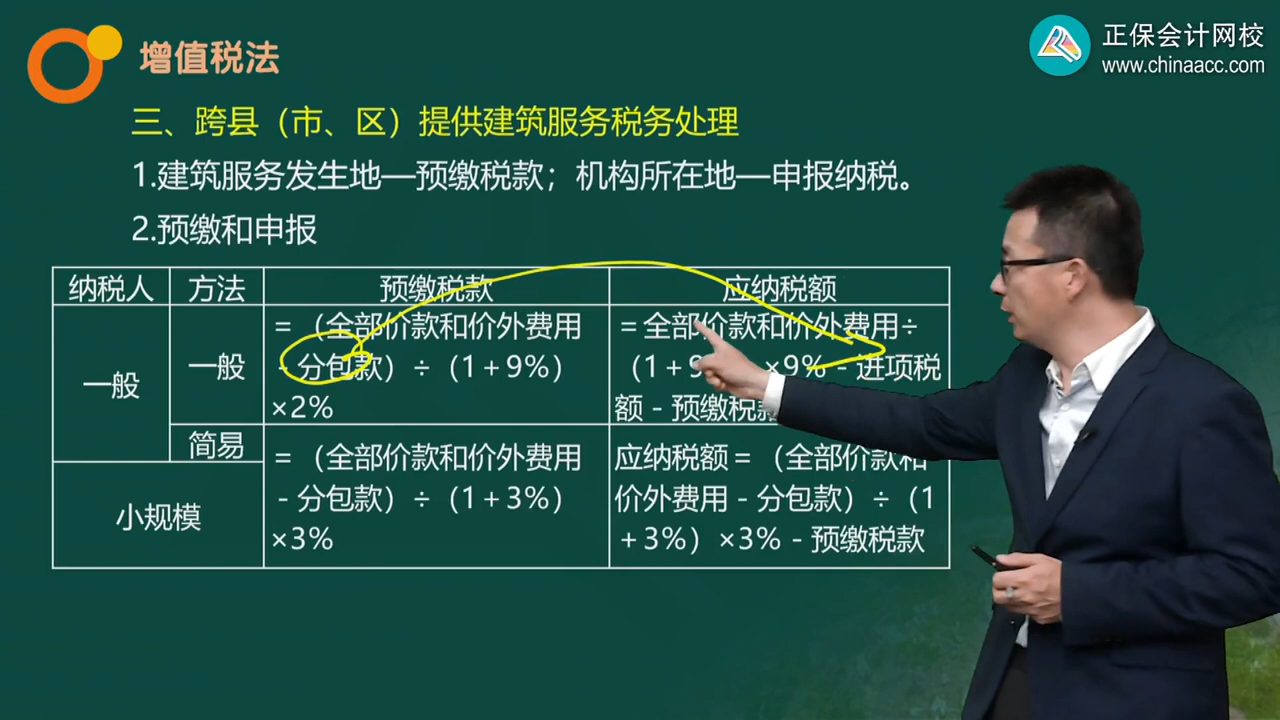 增值税法
正保会计网校
www.chinaacc.com
三、跨县（市、区）提供建筑服务税务处理
1.建筑服务发生地—预缴税款；机构所在地—申报纳税。
2.预缴和申报
纳税人 方法 预缴税款 应纳税额
一般
一般
=（全部价款和价外费用
-分包款）÷（1+9%）
×2%
=全部价款和价外费用÷
（1+9 ×9%-进项税
额-预缴税款
简易
小规模
=（全部价款和价外费用
-分包款）÷（1+3%）
×3%
应纳税额=（全部价款和
价外费用-分包款）÷（1
+3%）×3%-预缴税款